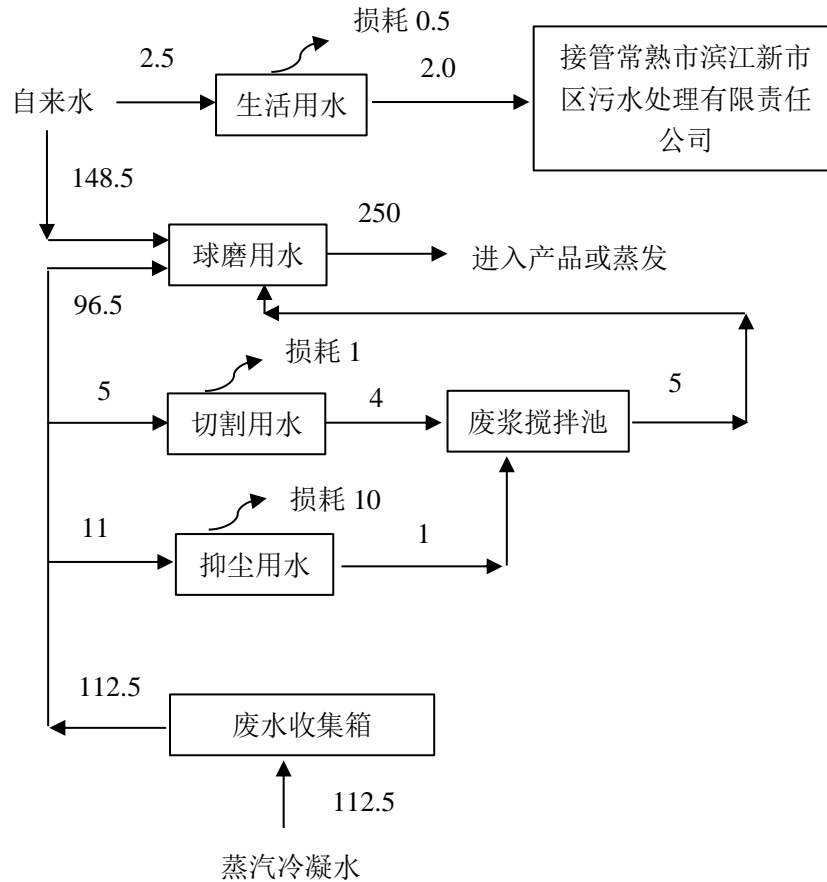 损耗 0.5
2.5
2.0
自来水
生活用水
接管常熟市滨江新市
区污水处理有限责任
公司
148.5
250
球磨用水
进入产品或蒸发
96.5
损耗 1
5
4
5
切割用水
废浆搅拌池
损耗 10
11
1
抑尘用水
112.5
废水收集箱
112.5
蒸汽冷凝水